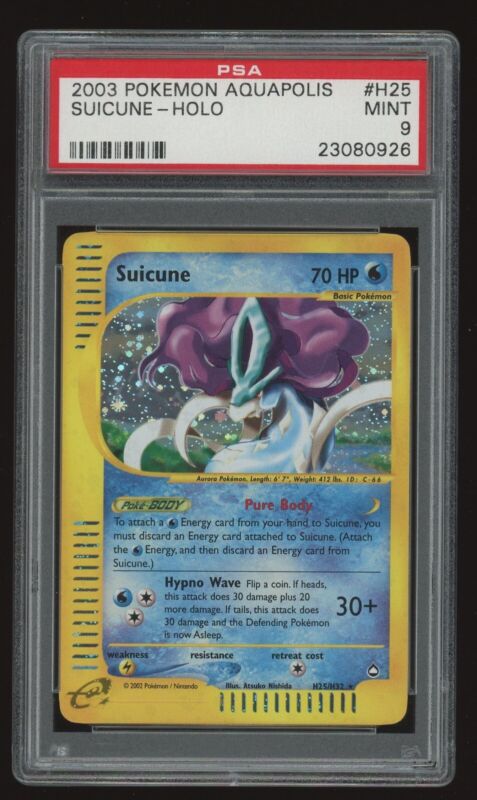 PSA
2003 POKEMON AQUAPOLIS #H25
SUICUNE - HOLO MINT
9
23080926
Suicune 70 HP
Basic Pokémon
Aurora Pokémon. Length: 6' 7", Weight: 412 lbs. ID: C-66
Poké-BODY Pure Body
To attach a Energy card from your hand to Suicune, you
must discard an Energy card attached to Suicune. (Attach
the Energy, and then discard an Energy card from
Suicune.)
Hypno Wave Flip a coin. If heads,
this attack does 30 damage plus 20
more damage. If tails, this attack does
30 damage and the Defending Pokémon
is now Asleep.
30+
weakness resistance retreat cost
© 2002 Pokémon / Nintendo Illus. Atsuko Nishida H25/H32 ★